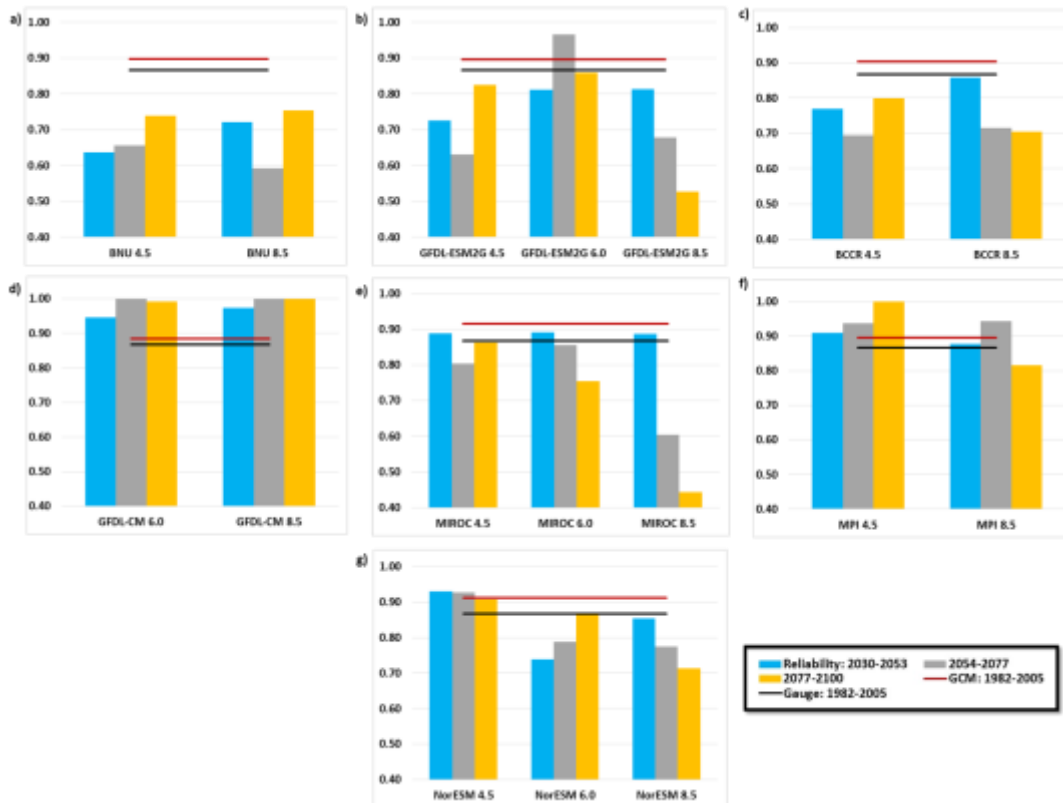 a)
1.00
0.90
0.80
0.70
0.60
0.50
0.40
BNU 4.5 BNU 8.5
b)
1.00
0.90
0.80
0.70
0.60
0.50
0.40
GFDL-ESM2G 4.5 GFDL-ESM2G 6.0 GFDL-ESM2G 8.5
c)
1.00
0.90
0.80
0.70
0.60
0.50
0.40
BCCR 4.5 BCCR 8.5
d)
1.00
0.90
0.80
0.70
0.60
0.50
0.40
GFDL-CM 6.0 GFDL-CM 8.5
e)
1.00
0.90
0.80
0.70
0.60
0.50
0.40
MIROC 4.5 MIROC 6.0 MIROC 8.5
f)
1.00
0.90
0.80
0.70
0.60
0.50
0.40
MPI 4.5 MPI 8.5
g)
1.00
0.90
0.80
0.70
0.60
0.50
0.40
NorESM 4.5 NorESM 6.0 NorESM 8.5
Reliability: 2030-2053 2054-2077
2077-2100 GCM: 1982-2005
Gauge: 1982-2005